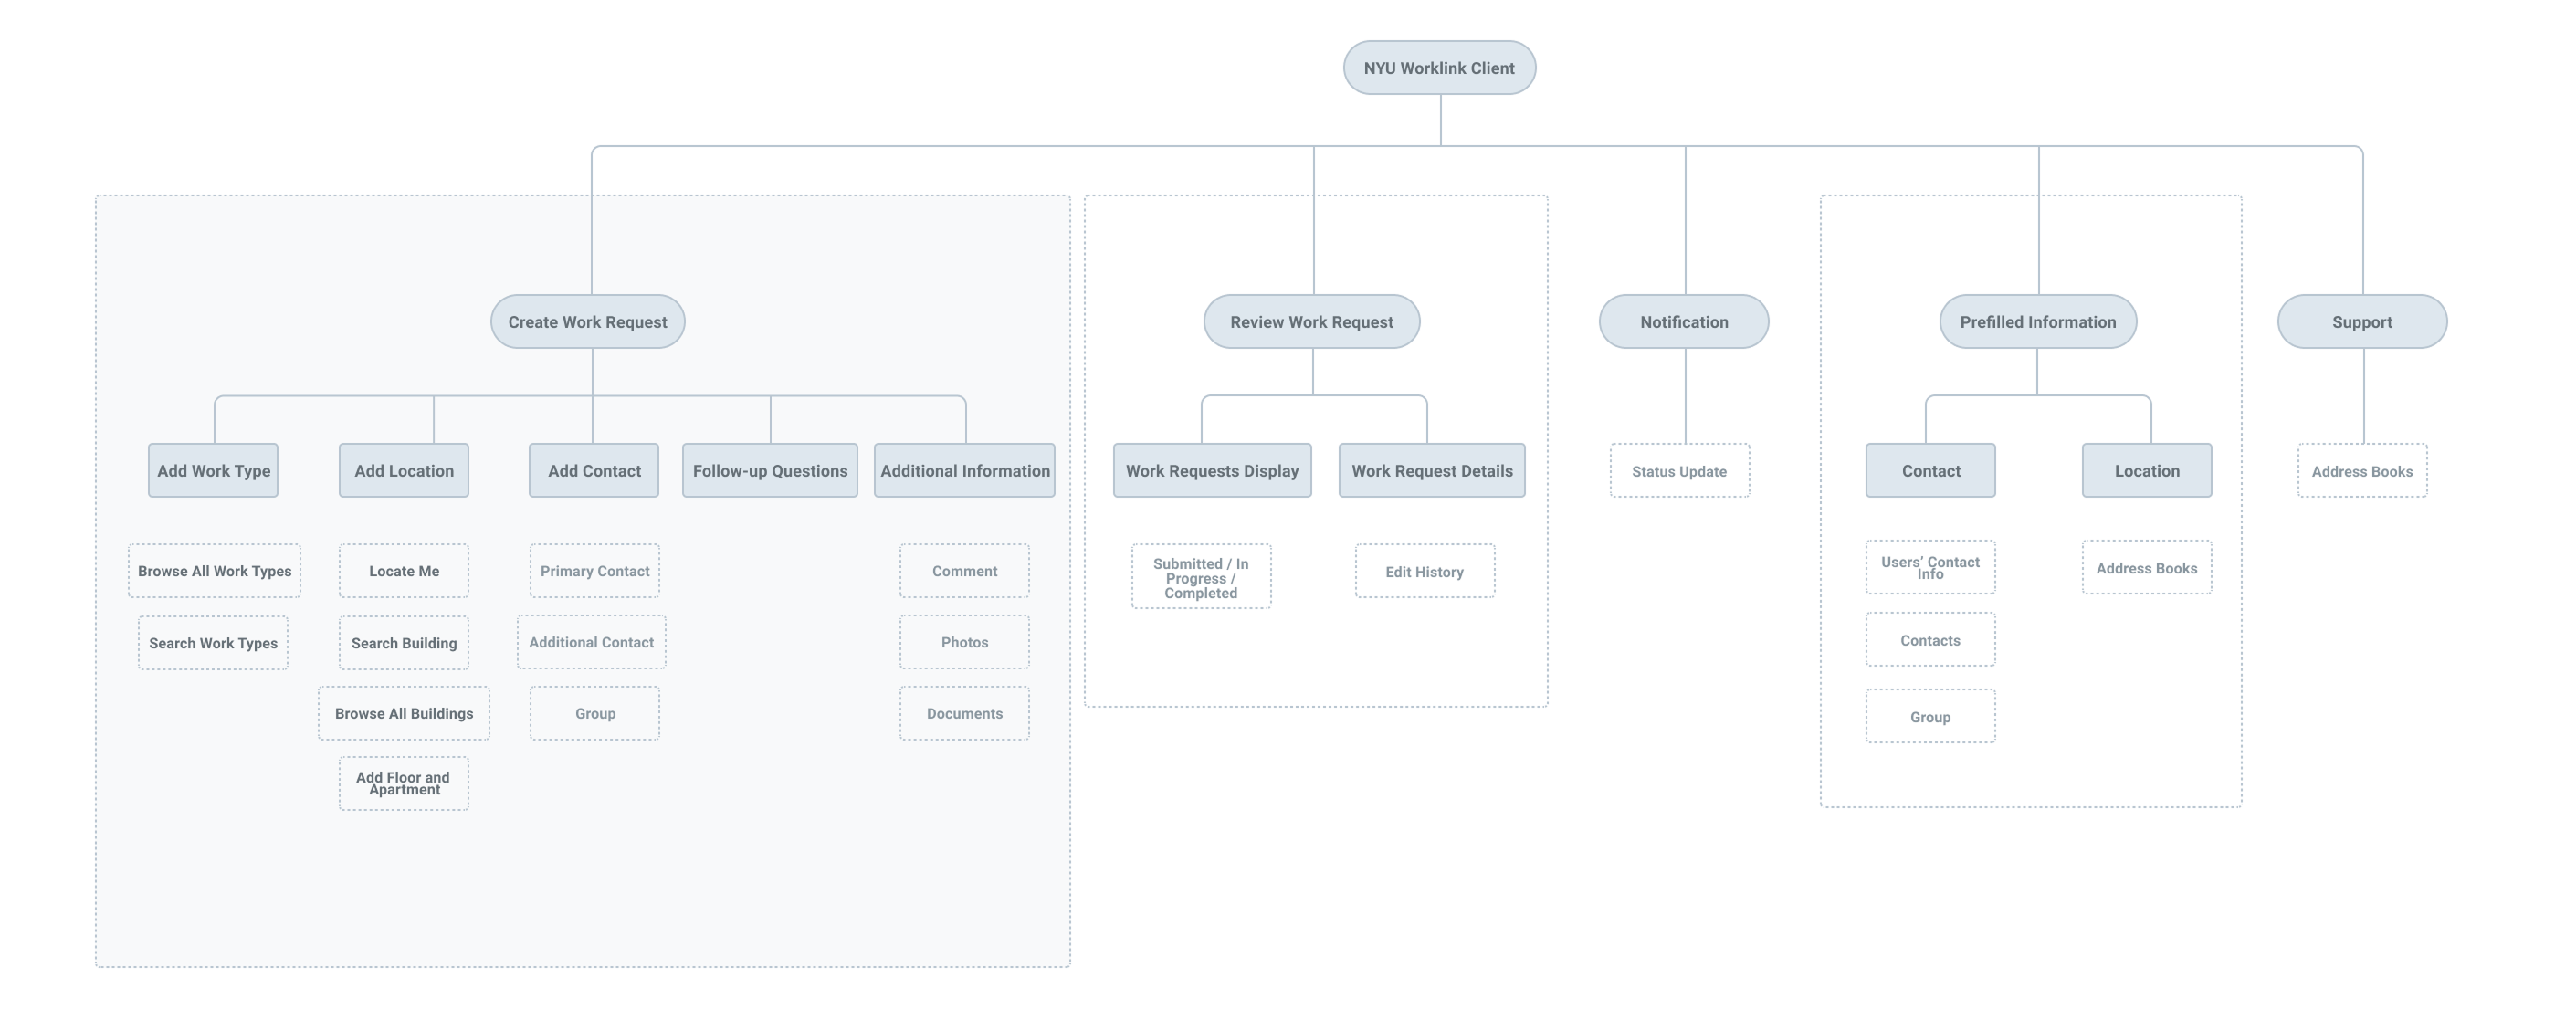 NYU Worklink Client
Create Work Request
Review Work Request
Notification
Prefilled Information
Support
Add Work Type
Add Location
Add Contact
Follow-up Questions
Additional Information
Work Requests Display
Work Request Details
Status Update
Contact
Location
Address Books
Browse All Work Types
Search Work Types
Locate Me
Search Building
Browse All Buildings
Add Floor and
Apartment
Primary Contact
Additional Contact
Group
Comment
Photos
Documents
Submitted / In
Progress /
Completed
Edit History
Users’ Contact
Info
Contacts
Group
Address Books